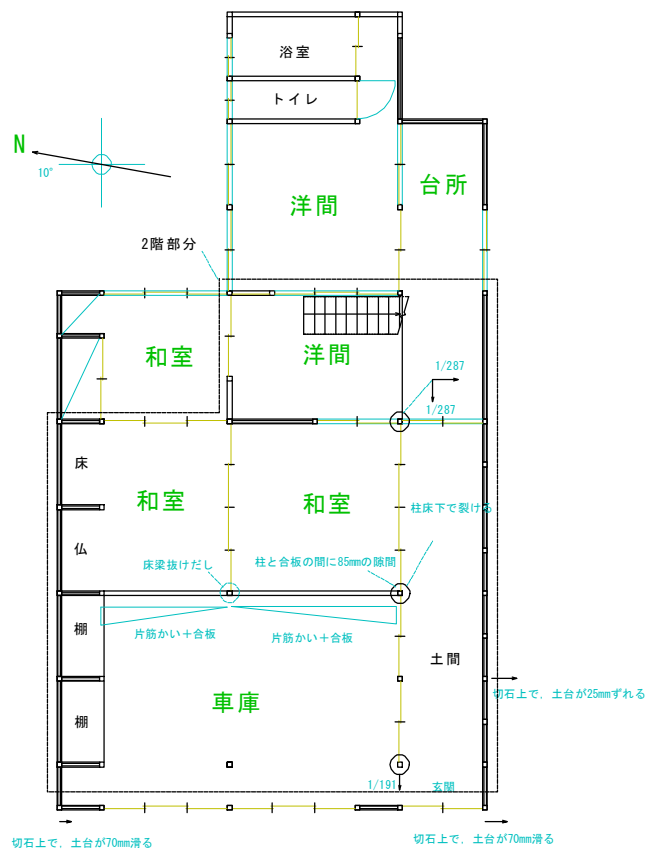 浴室
トイレ
N
10°
洋間
台所
2階部分
和室
洋間
1/287
1/287
床
和室
和室
柱床下で裂ける
仏
床梁抜けだし
柱と合板の間に85mmの隙間
棚
片筋かい＋合板
片筋かい＋合板
土間
車庫
切石上で、土台が25mmずれる
棚
1/191
玄関
切石上で、土台が70mm滑る
切石上で、土台が70mm滑る